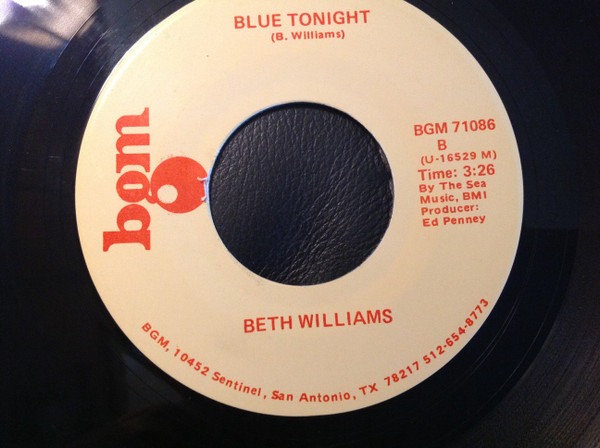 BLUE TONIGHT
(B. Williams)
bgm
BGM 71086
B
(U-16529 M)
Time: 3:26
By The Sea
Music, BMI
Producer:
Ed Penney
BETH WILLIAMS
BGM, 10452 Sentinel, San Antonio, TX 78217 512-654-8773